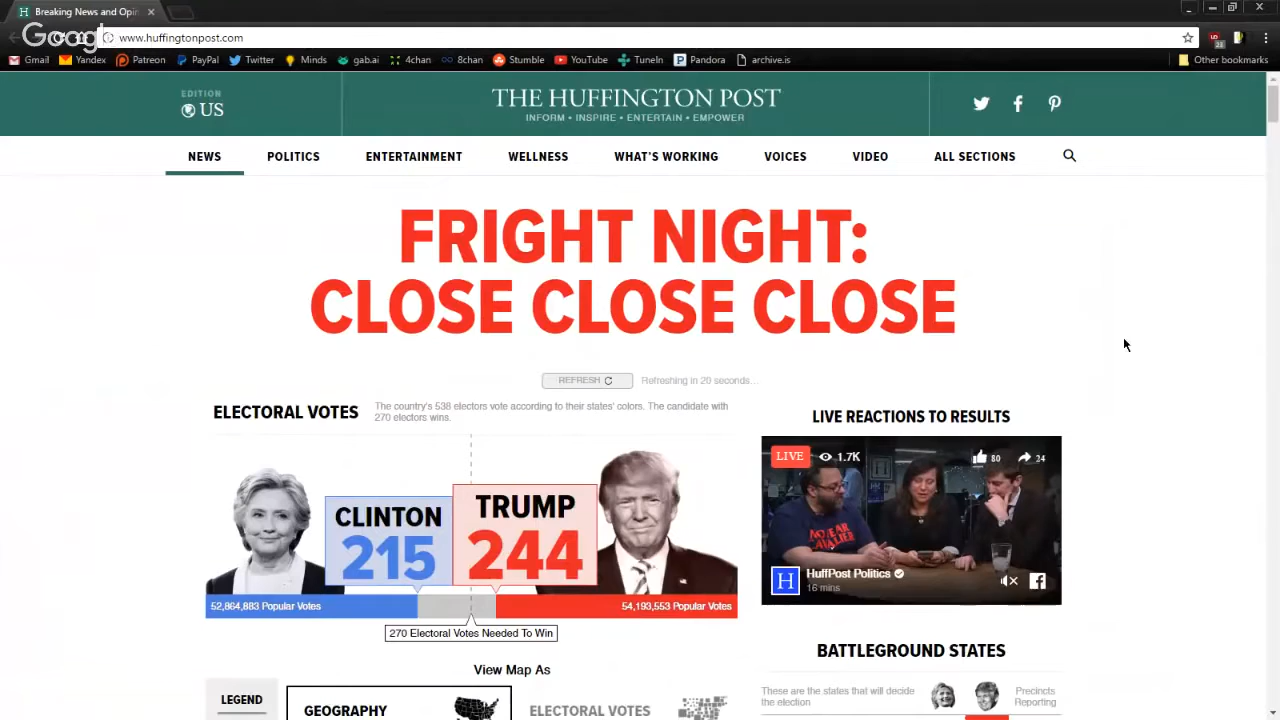 Breaking News and Opin
Google
www.huffingtonpost.com
Gmail Yandex Patreon PayPal Twitter Minds gab.ai 4chan 8chan Stumble YouTube TuneIn Pandora archive.is Other bookmarks
EDITION
US
THE HUFFINGTON POST
INFORM • INSPIRE • ENTERTAIN • EMPOWER
NEWS POLITICS ENTERTAINMENT WELLNESS WHAT'S WORKING VOICES VIDEO ALL SECTIONS
FRIGHT NIGHT:
CLOSE CLOSE CLOSE
REFRESH Refreshing in 20 seconds...
ELECTORAL VOTES
The country's 538 electors vote according to their states' colors. The candidate with
270 electors wins.
CLINTON
215
TRUMP
244
52,864,883 Popular Votes
54,193,553 Popular Votes
270 Electoral Votes Needed To Win
View Map As
LEGEND
GEOGRAPHY
ELECTORAL VOTES
LIVE REACTIONS TO RESULTS
LIVE 1.7K 80 34
HuffPost Politics
16 mins
BATTLEGROUND STATES
These are the states that will decide
the election
Precincts
Reporting